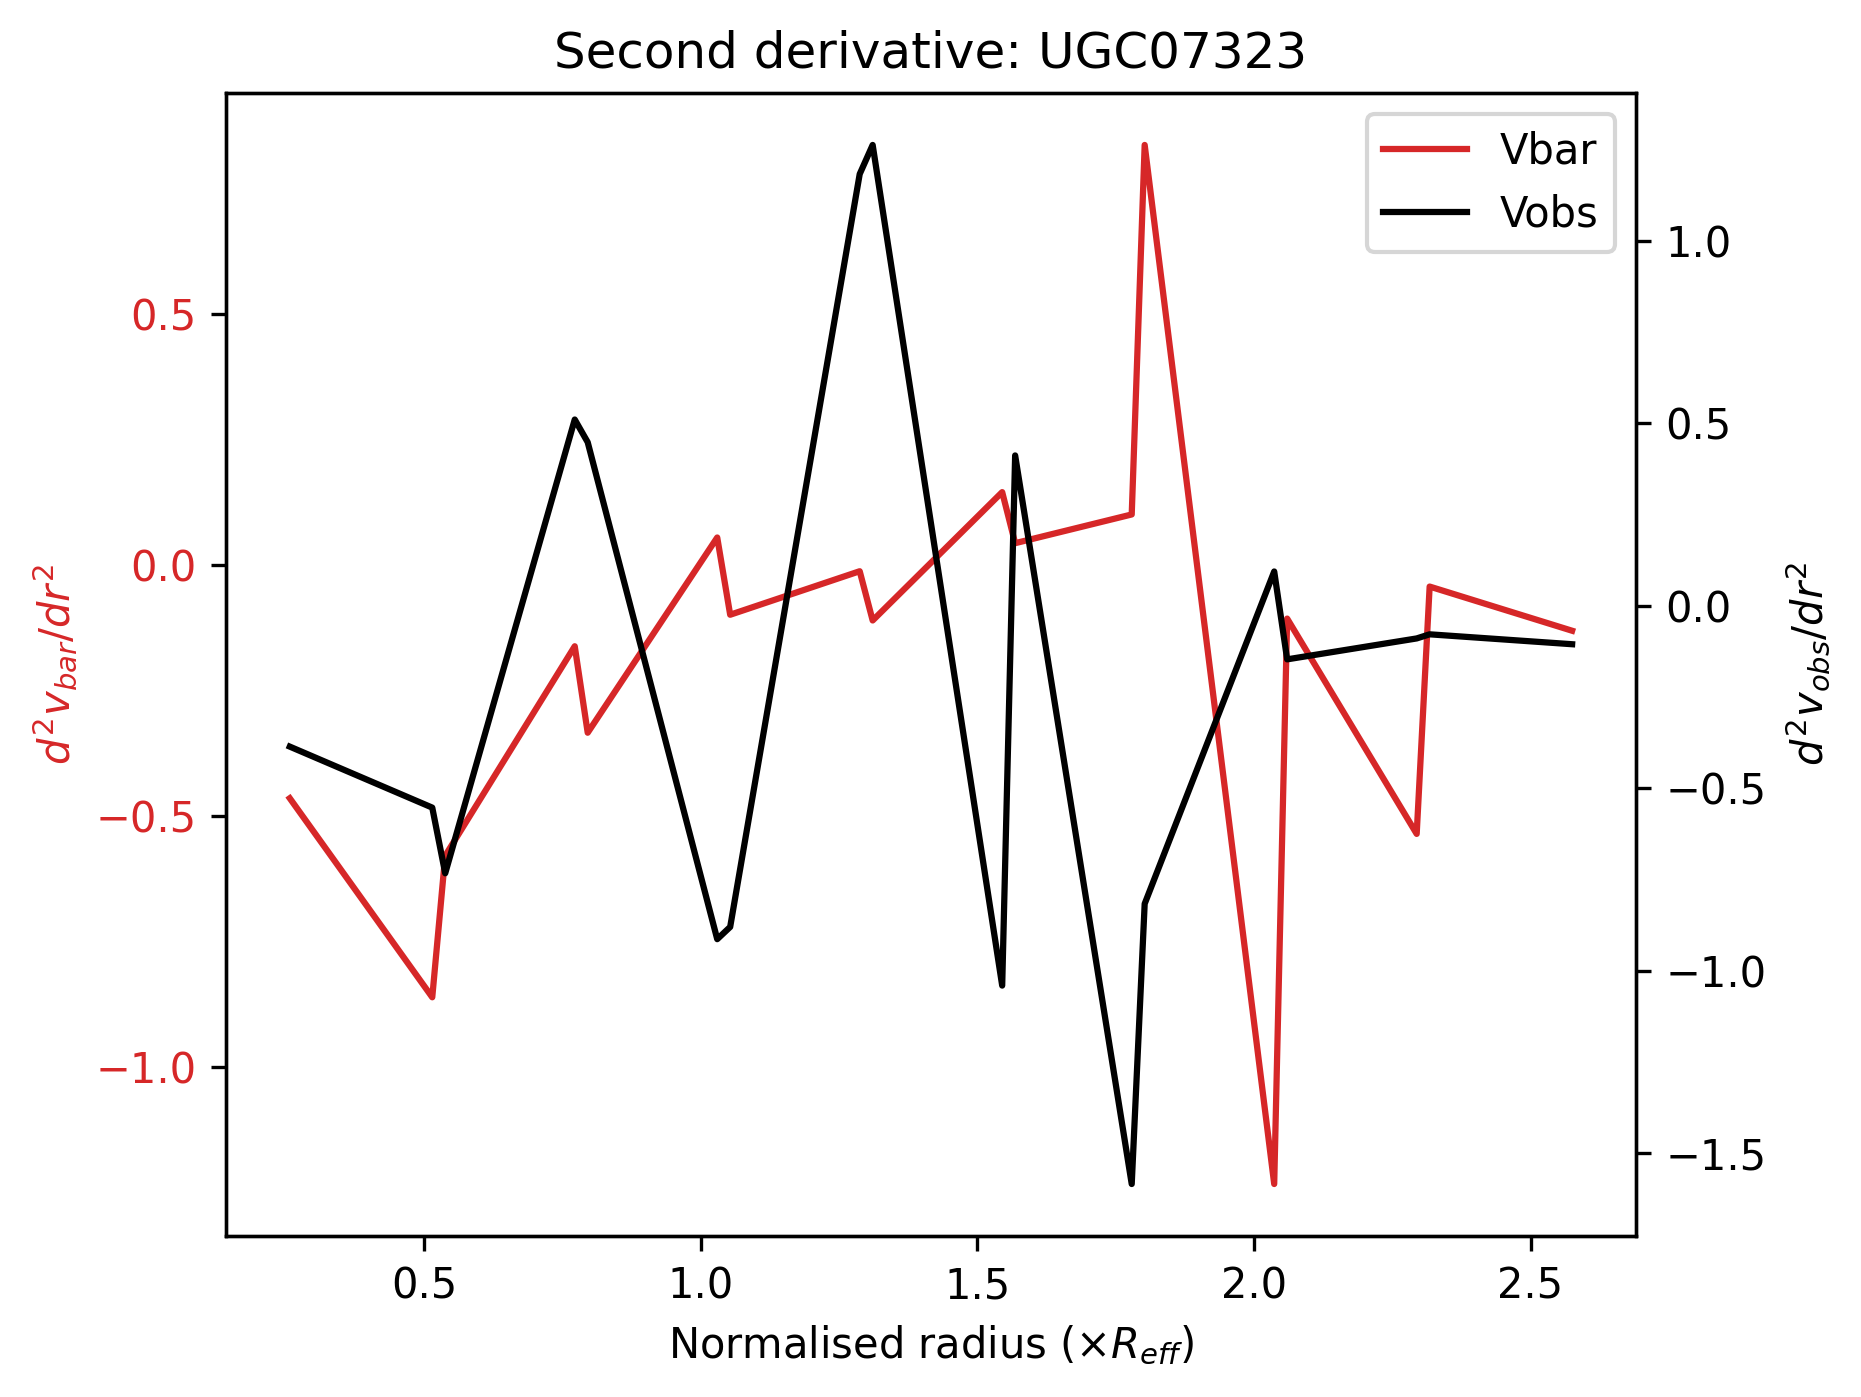 Second derivative: UGC07323
Vbar
Vobs
0.5
0.0
−0.5
−1.0
d²v_bar/dr²
1.0
0.5
0.0
−0.5
−1.0
−1.5
d²v_obs/dr²
0.5 1.0 1.5 2.0 2.5
Normalised radius (×R_eff)